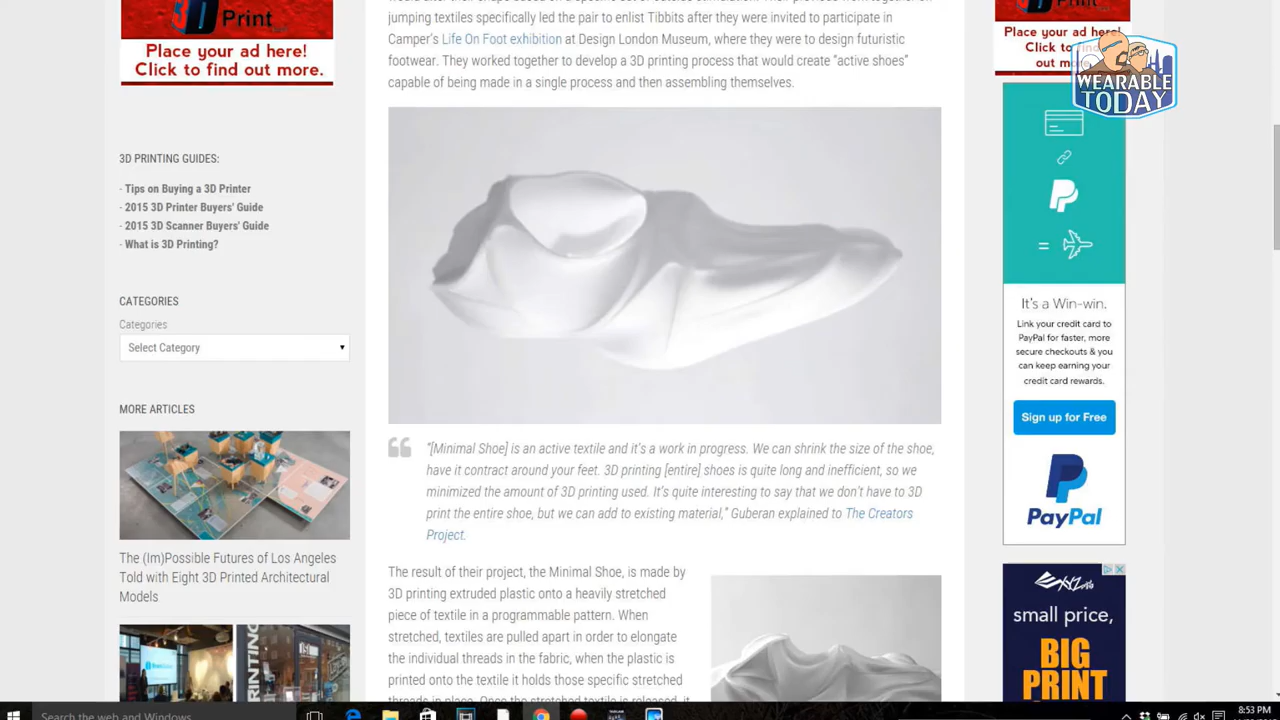 Print
Place your ad here!
Click to find out more.
jumping textiles specifically led the pair to enlist Tibbits after they were invited to participate in
Camper's Life On Foot exhibition at Design London Museum, where they were to design futuristic
footwear. They worked together to develop a 3D printing process that would create "active shoes"
capable of being made in a single process and then assembling themselves.
Place your ad here!
Click to
out
WEARABLE
TODAY
3D PRINTING GUIDES:
- Tips on Buying a 3D Printer
- 2015 3D Printer Buyers' Guide
- 2015 3D Scanner Buyers' Guide
- What is 3D Printing?
CATEGORIES
Categories
Select Category
MORE ARTICLES
The (Im)Possible Futures of Los Angeles
Told with Eight 3D Printed Architectural
Models
"[Minimal Shoe] is an active textile and it's a work in progress. We can shrink the size of the shoe,
have it contract around your feet. 3D printing [entire] shoes is quite long and inefficient, so we
minimized the amount of 3D printing used. It's quite interesting to say that we don't have to 3D
print the entire shoe, but we can add to existing material," Guberan explained to The Creators
Project.
The result of their project, the Minimal Shoe, is made by
3D printing extruded plastic onto a heavily stretched
piece of textile in a programmable pattern. When
stretched, textiles are pulled apart in order to elongate
the individual threads in the fabric, when the plastic is
printed onto the textile it holds those specific stretched
threads in place. Once the stretched textile is released, it
=
It's a Win-win.
Link your credit card to
PayPal for faster, more
secure checkouts & you
can keep earning your
credit card rewards.
Sign up for Free
PayPal
XYZ
small price,
BIG
PRINT
Search the web and Windows
8:53 PM